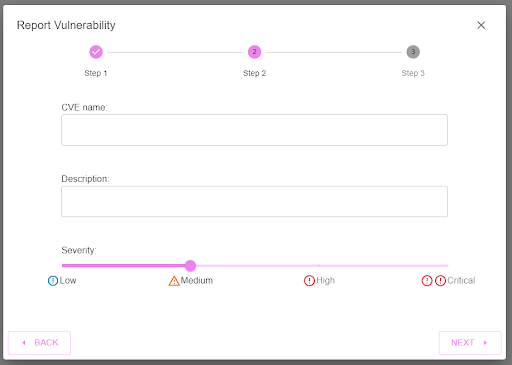 Report Vulnerability
2 3
Step 1 Step 2 Step 3
CVE name:
Description:
Severity:
Low Medium High Critical
BACK NEXT